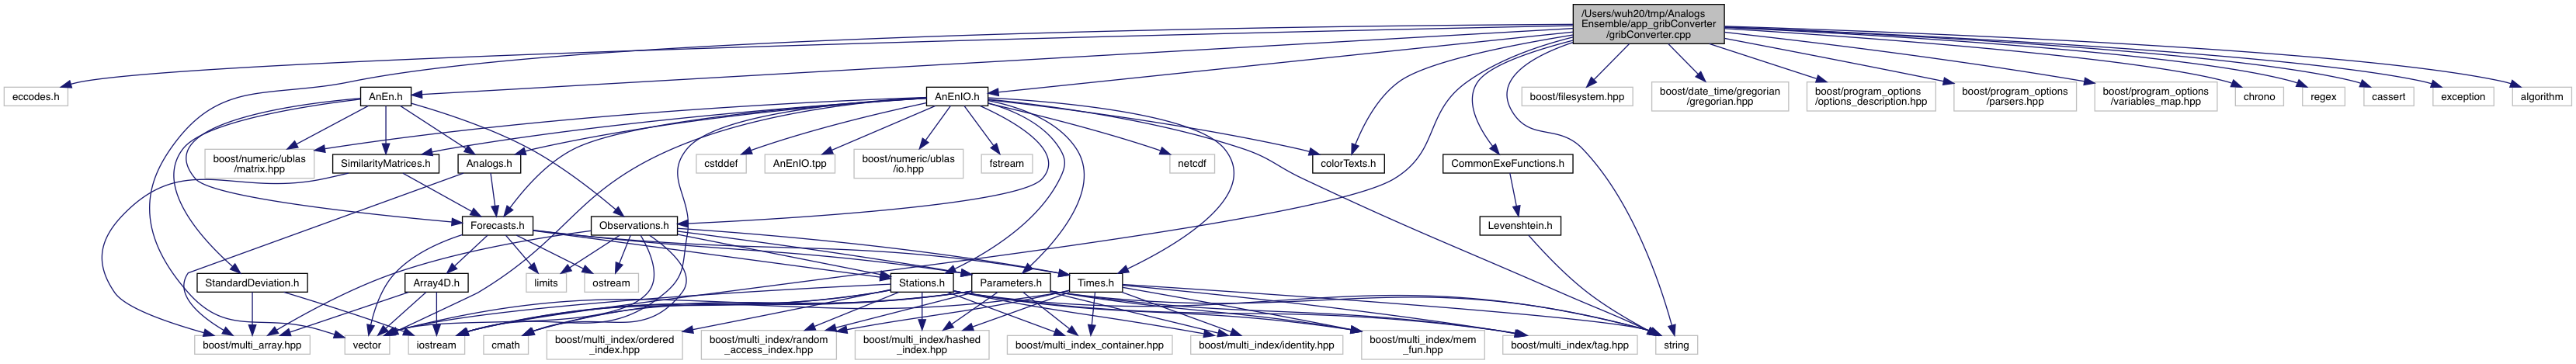 /Users/wuh20/tmp/Analogs
Ensemble/app_gribConverter
/gribConverter.cpp
eccodes.h
AnEn.h
AnEnIO.h
boost/filesystem.hpp
boost/date_time/gregorian
/gregorian.hpp
boost/program_options
/options_description.hpp
boost/program_options
/parsers.hpp
boost/program_options
/variables_map.hpp
chrono
regex
cassert
exception
algorithm
boost/numeric/ublas
/matrix.hpp
SimilarityMatrices.h
Analogs.h
cstddef
AnEnIO.tpp
boost/numeric/ublas
/io.hpp
fstream
netcdf
colorTexts.h
CommonExeFunctions.h
Forecasts.h
Observations.h
Levenshtein.h
StandardDeviation.h
Array4D.h
limits
ostream
Stations.h
Parameters.h
Times.h
boost/multi_array.hpp
vector
iostream
cmath
boost/multi_index/ordered
_index.hpp
boost/multi_index/random
_access_index.hpp
boost/multi_index/hashed
_index.hpp
boost/multi_index_container.hpp
boost/multi_index/identity.hpp
boost/multi_index/mem
_fun.hpp
boost/multi_index/tag.hpp
string